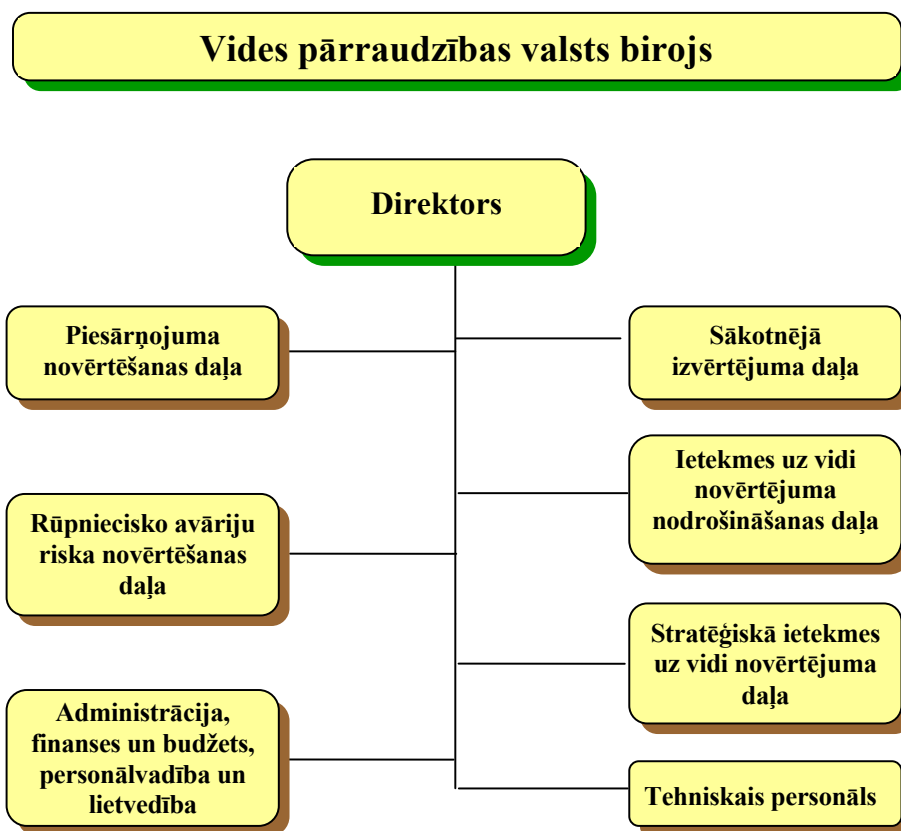 Vides pārraudzības valsts birojs
Direktors
Piesārņojuma
novērtēšanas daļa
Sākotnējā
izvērtējuma daļa
Rūpniecisko avāriju
riska novērtēšanas
daļa
Ietekmes uz vidi
novērtējuma
nodrošināšanas daļa
Administrācija,
finanses un budžets,
personālvadība un
lietvedība
Stratēģiskā ietekmes
uz vidi novērtējuma
daļa
Tehniskais personāls